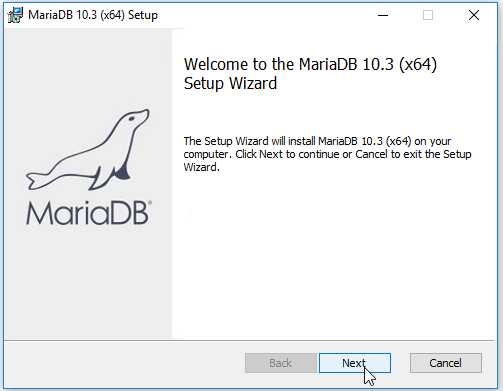 MariaDB 10.3 (x64) Setup
Welcome to the MariaDB 10.3 (x64)
Setup Wizard
The Setup Wizard will install MariaDB 10.3 (x64) on your
computer. Click Next to continue or Cancel to exit the Setup
Wizard.
MariaDB®
Back
Next
Cancel